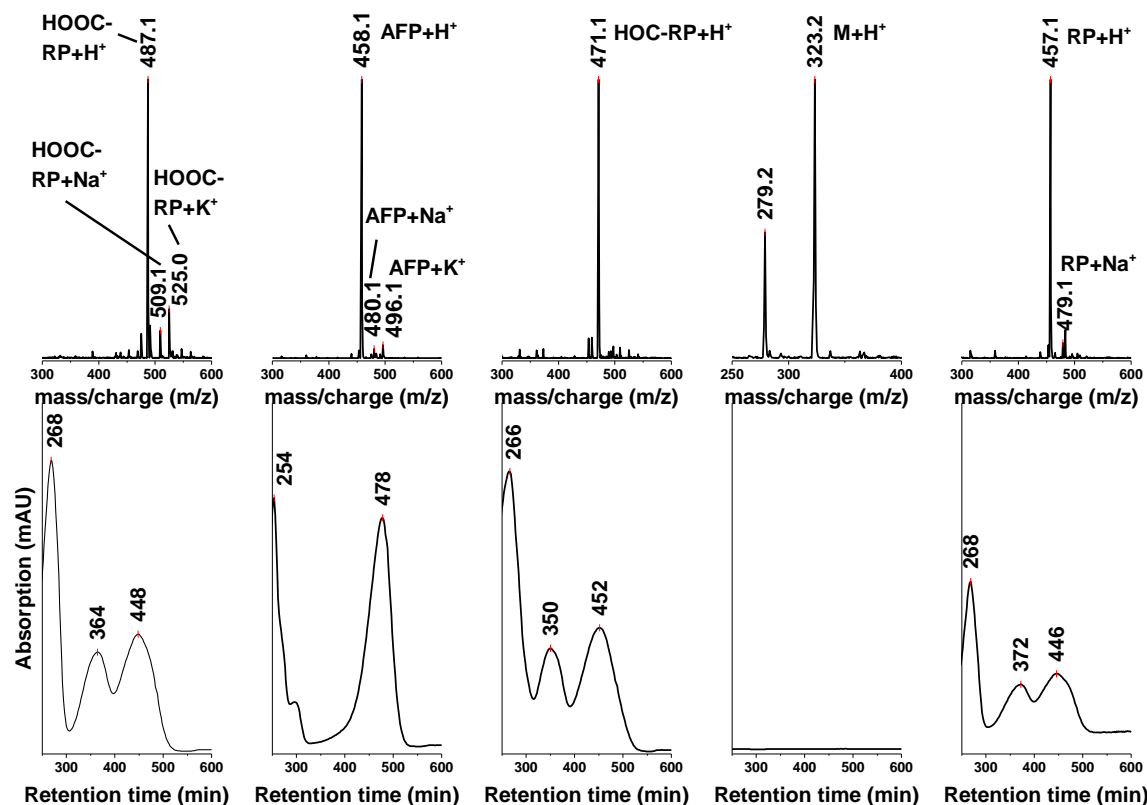 HOOC-
RP+H⁺
487.1
HOOC-
RP+Na⁺
HOOC-
RP+K⁺
509.1
525.0
300 400 500 600
mass/charge (m/z)
458.1
AFP+H⁺
AFP+Na⁺
AFP+K⁺
480.1
496.1
300 400 500 600
mass/charge (m/z)
471.1
HOC-RP+H⁺
300 400 500 600
mass/charge (m/z)
323.2
M+H⁺
279.2
250 300 350 400
mass/charge (m/z)
457.1
RP+H⁺
RP+Na⁺
479.1
300 400 500 600
mass/charge (m/z)
Absorption (mAU)
268
364
448
300 400 500 600
Retention time (min)
254
478
300 400 500 600
Retention time (min)
266
350
452
300 400 500 600
Retention time (min)
300 400 500 600
Retention time (min)
268
372
446
300 400 500 600
Retention time (min)